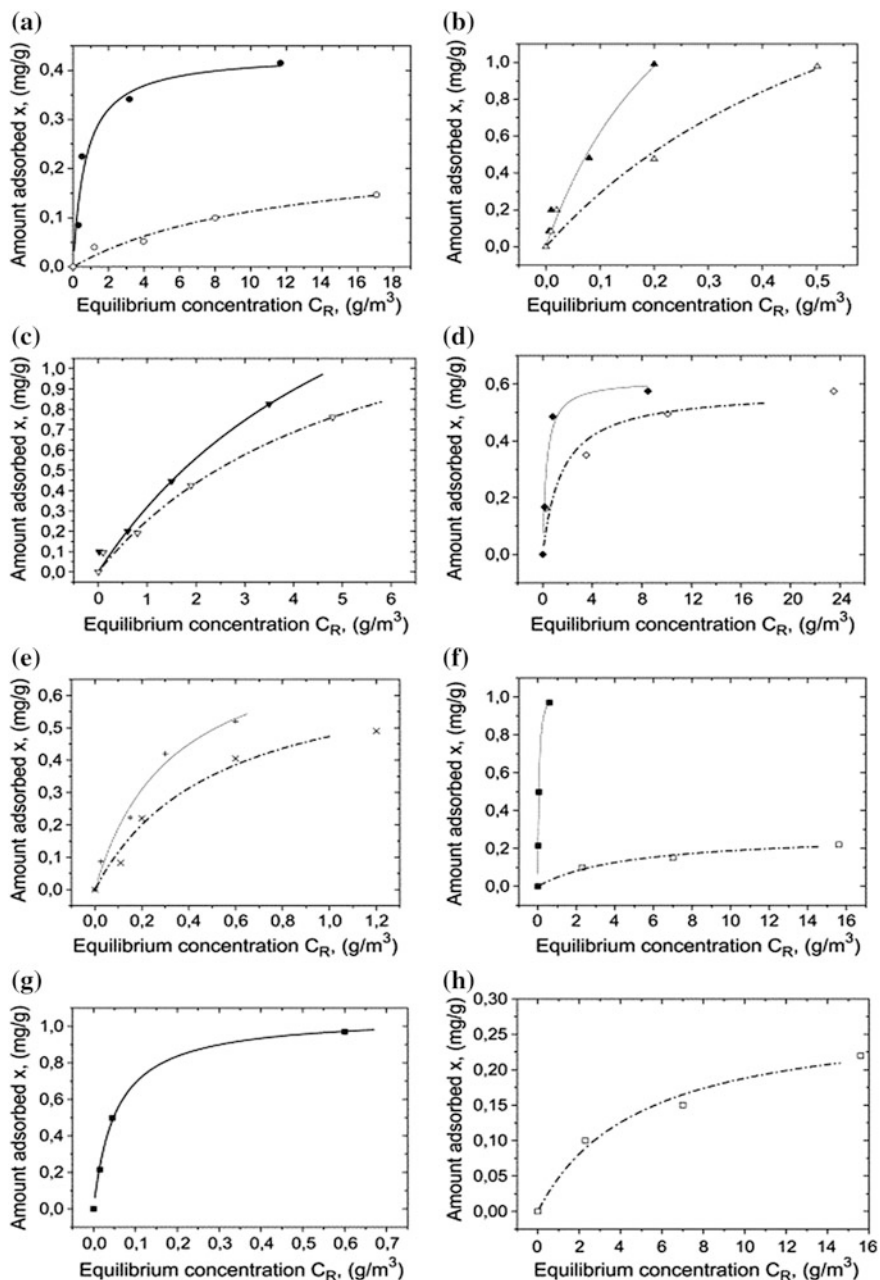 (a)
Amount adsorbed x, (mg/g)
0,4
0,3
0,2
0,1
0,0
0 2 4 6 8 10 12 14 16 18
Equilibrium concentration C_R, (g/m³)
(b)
Amount adsorbed x, (mg/g)
1,0
0,8
0,6
0,4
0,2
0,0
0,0 0,1 0,2 0,3 0,4 0,5
Equilibrium concentration C_R, (g/m³)
(c)
Amount adsorbed x, (mg/g)
1,0
0,9
0,8
0,7
0,6
0,5
0,4
0,3
0,2
0,1
0,0
0 1 2 3 4 5 6
Equilibrium concentration C_R, (g/m³)
(d)
Amount adsorbed x, (mg/g)
0,6
0,4
0,2
0,0
0 4 8 12 16 20 24
Equilibrium concentration C_R, (g/m³)
(e)
Amount adsorbed x, (mg/g)
0,6
0,5
0,4
0,3
0,2
0,1
0,0
0,0 0,2 0,4 0,6 0,8 1,0 1,2
Equilibrium concentration C_R, (g/m³)
(f)
Amount adsorbed x, (mg/g)
1,0
0,8
0,6
0,4
0,2
0,0
0 2 4 6 8 10 12 14 16
Equilibrium concentration C_R, (g/m³)
(g)
Amount adsorbed x, (mg/g)
1,0
0,8
0,6
0,4
0,2
0,0
0,0 0,1 0,2 0,3 0,4 0,5 0,6 0,7
Equilibrium concentration C_R, (g/m³)
(h)
Amount adsorbed x, (mg/g)
0,30
0,25
0,20
0,15
0,10
0,05
0,00
0 2 4 6 8 10 12 14 16
Equilibrium concentration C_R, (g/m³)